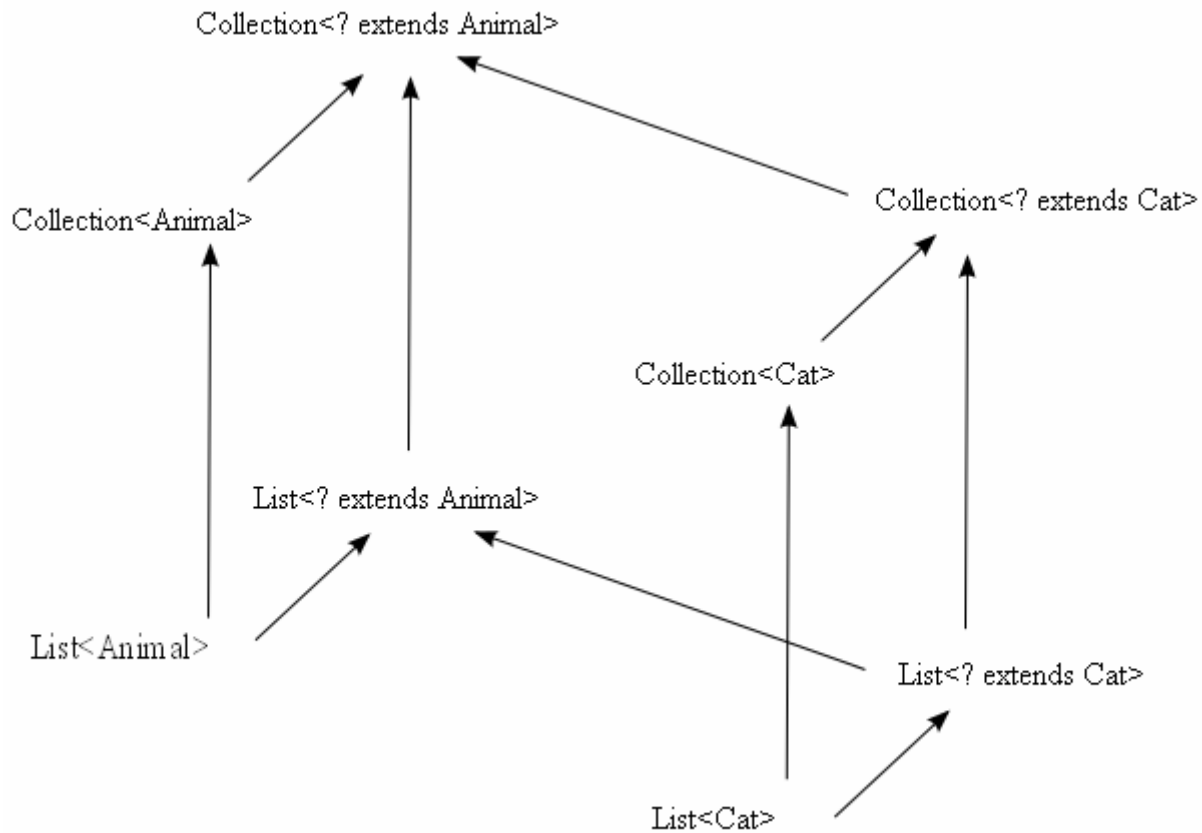 Collection<? extends Animal>
Collection<? extends Cat>
Collection<Animal>
Collection<Cat>
List<? extends Animal>
List<Animal>
List<? extends Cat>
List<Cat>